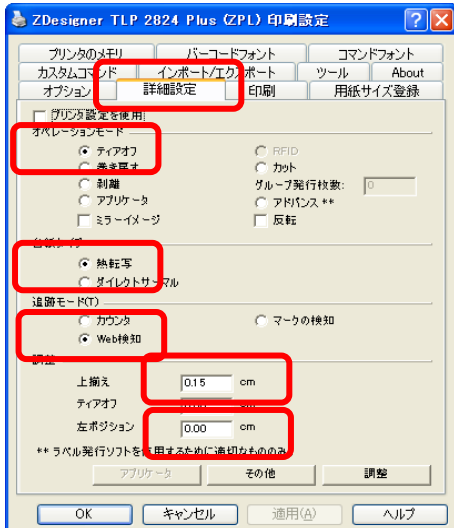 ZDesigner TLP 2824 Plus (ZPL) 印刷設定
プリンタのメモリ バーコードフォント コマンドフォント
カスタムコマンド インポート/エクスポート ツール About
オプション 詳細設定 印刷 用紙サイズ登録
プリンタ設定を使用
オペレーションモード
ティアオフ RFID
巻き戻す カット
剥離 グループ発行枚数: 0
アプリケータ アドバンス **
ミラーイメージ 反転
熱転写
ダイレクトサーマル
追跡モード(T)
カウンタ マークの検知
Web検知
調整
上揃え 0.15 cm
ティアオフ cm
左ポジション 0.00 cm
** ラベル発行ソフトを使用するために適切なもののみ
アプリケータ その他 調整
OK キャンセル 適用(A) ヘルプ